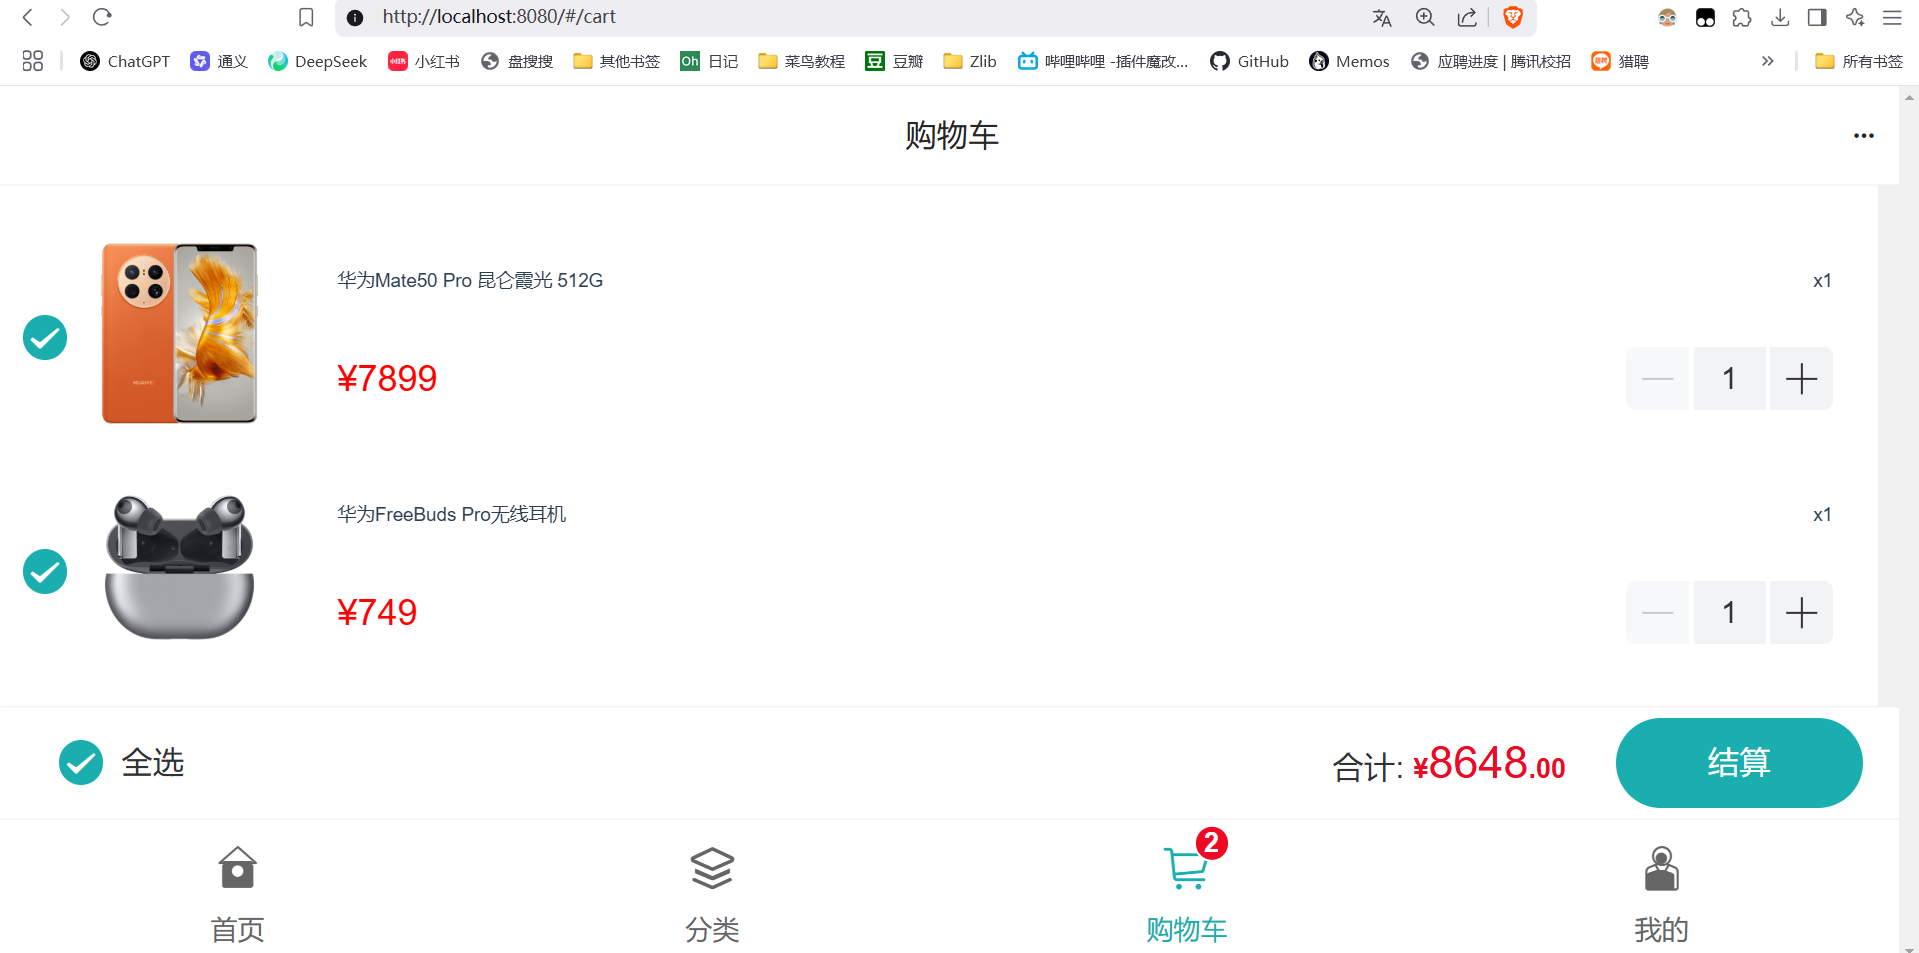 http://localhost:8080/#/cart
ChatGPT 通义 DeepSeek 小红书 盘搜搜 其他书签 Oh 日记 菜鸟教程 豆 豆瓣 Zlib 哔哩哔哩 -插件魔改... GitHub Memos 应聘进度 | 腾讯校招 猎聘 » 所有书签
购物车 •••
华为Mate50 Pro 昆仑霞光 512G x1
¥7899 1
华为FreeBuds Pro无线耳机 x1
¥749 1
全选 合计: ¥8648.00 结算
2
首页 分类 购物车 我的